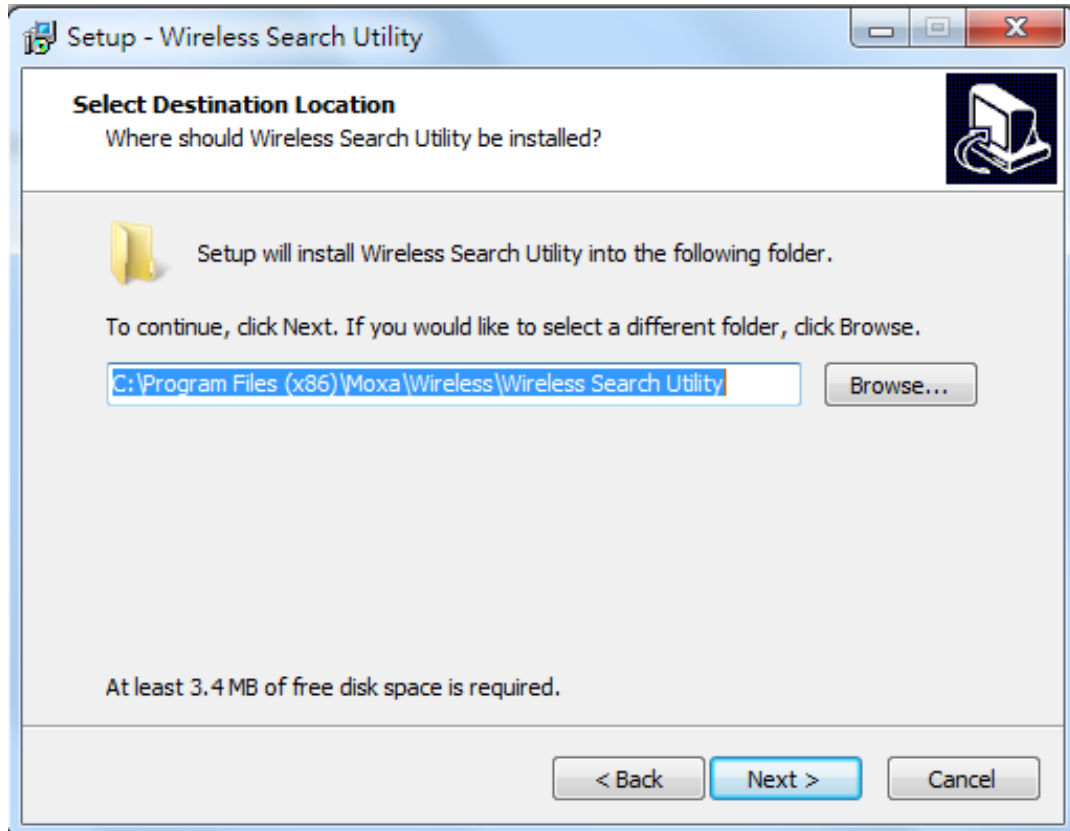 Setup - Wireless Search Utility
Select Destination Location
Where should Wireless Search Utility be installed?
Setup will install Wireless Search Utility into the following folder.
To continue, click Next. If you would like to select a different folder, click Browse.
C:\Program Files (x86)\Moxa\Wireless\Wireless Search Utility
Browse...
At least 3.4 MB of free disk space is required.
< Back
Next >
Cancel